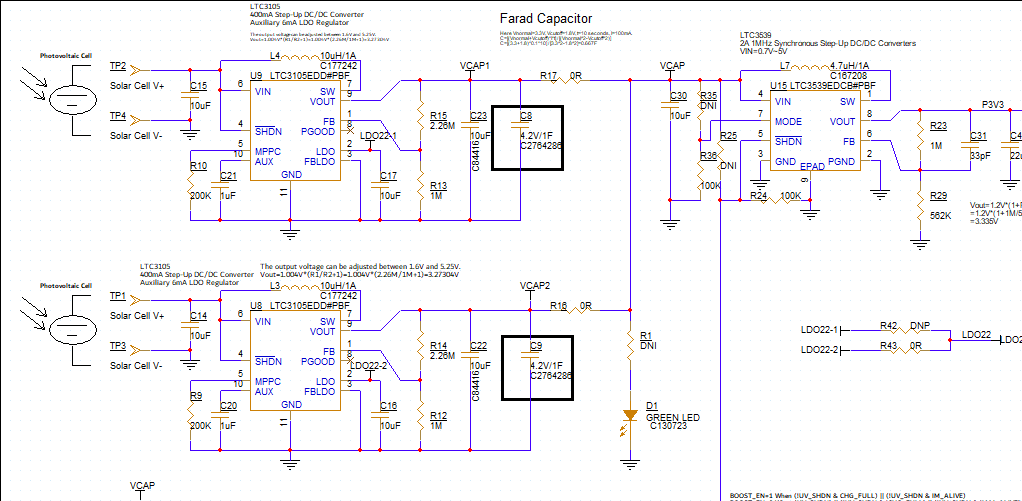 LTC3105
400mA Step-Up DC/DC Converter
Auxilliary 6mA LDO Regulator
The output voltage can be adjusted between 1.6V and 5.25V.
Vout=1.004V*(R1/R2+1)=1.004V*(2.26M/1M+1)=3.27304V
Farad Capacitor
LTC3539
2A 1MHz Synchronous Step-Up DC/DC Converters
VIN=0.7V~5V
Photovoltaic Cell
TP2
Solar Cell V+
TP4
Solar Cell V-
C15
10uF
L4
10uH/1A
C177242
U9
LTC3105EDD#PBF
6
VIN
4
SHDN
5
MPPC
10
AUX
GND
11
SW
7
VOUT
9
FB
1
PGOOD
8
LDO
2
FBLDO
3
LDO22-1
R10
200K
C21
1uF
C17
10uF
R15
2.26M
R13
1M
VCAP1
C23
10uF
C84416
C8
4.2V/1F
C2764286
R17
0R
VCAP
C30
10uF
R35
DNI
R36
100K
R25
DNI
R24
100K
L7
4.7uH/1A
C167208
U15
LTC3539EDCB#PBF
4
VIN
7
MODE
5
SHDN
3
GND
EPAD
9
SW
1
VOUT
8
FB
6
PGND
2
P3V3
R23
1M
C31
33pF
R29
562K
Vout=1.2V*(1+
=1.2V*(1+1M/5
=3.335V
LTC3105
400mA Step-Up DC/DC Converter
Auxilliary 6mA LDO Regulator
The output voltage can be adjusted between 1.6V and 5.25V.
Vout=1.004V*(R1/R2+1)=1.004V*(2.26M/1M+1)=3.27304V
Photovoltaic Cell
TP1
Solar Cell V+
TP3
Solar Cell V-
C14
10uF
L3
10uH/1A
C177242
U8
LTC3105EDD#PBF
6
VIN
4
SHDN
5
MPPC
10
AUX
GND
11
SW
7
VOUT
9
FB
1
PGOOD
8
LDO
2
FBLDO
3
LDO22-2
R9
200K
C20
1uF
C16
10uF
R14
2.26M
R12
1M
VCAP2
C22
10uF
C84416
C9
4.2V/1F
C2764286
R16
0R
R1
DNI
D1
GREEN LED
C130723
LDO22-1
R42
DNP
LDO22-2
R43
0R
LDO22
VCAP
BOOST_EN=1 When (!UV_SHDN & CHG_FULL) || (!UV_SHDN & IM_ALIVE)